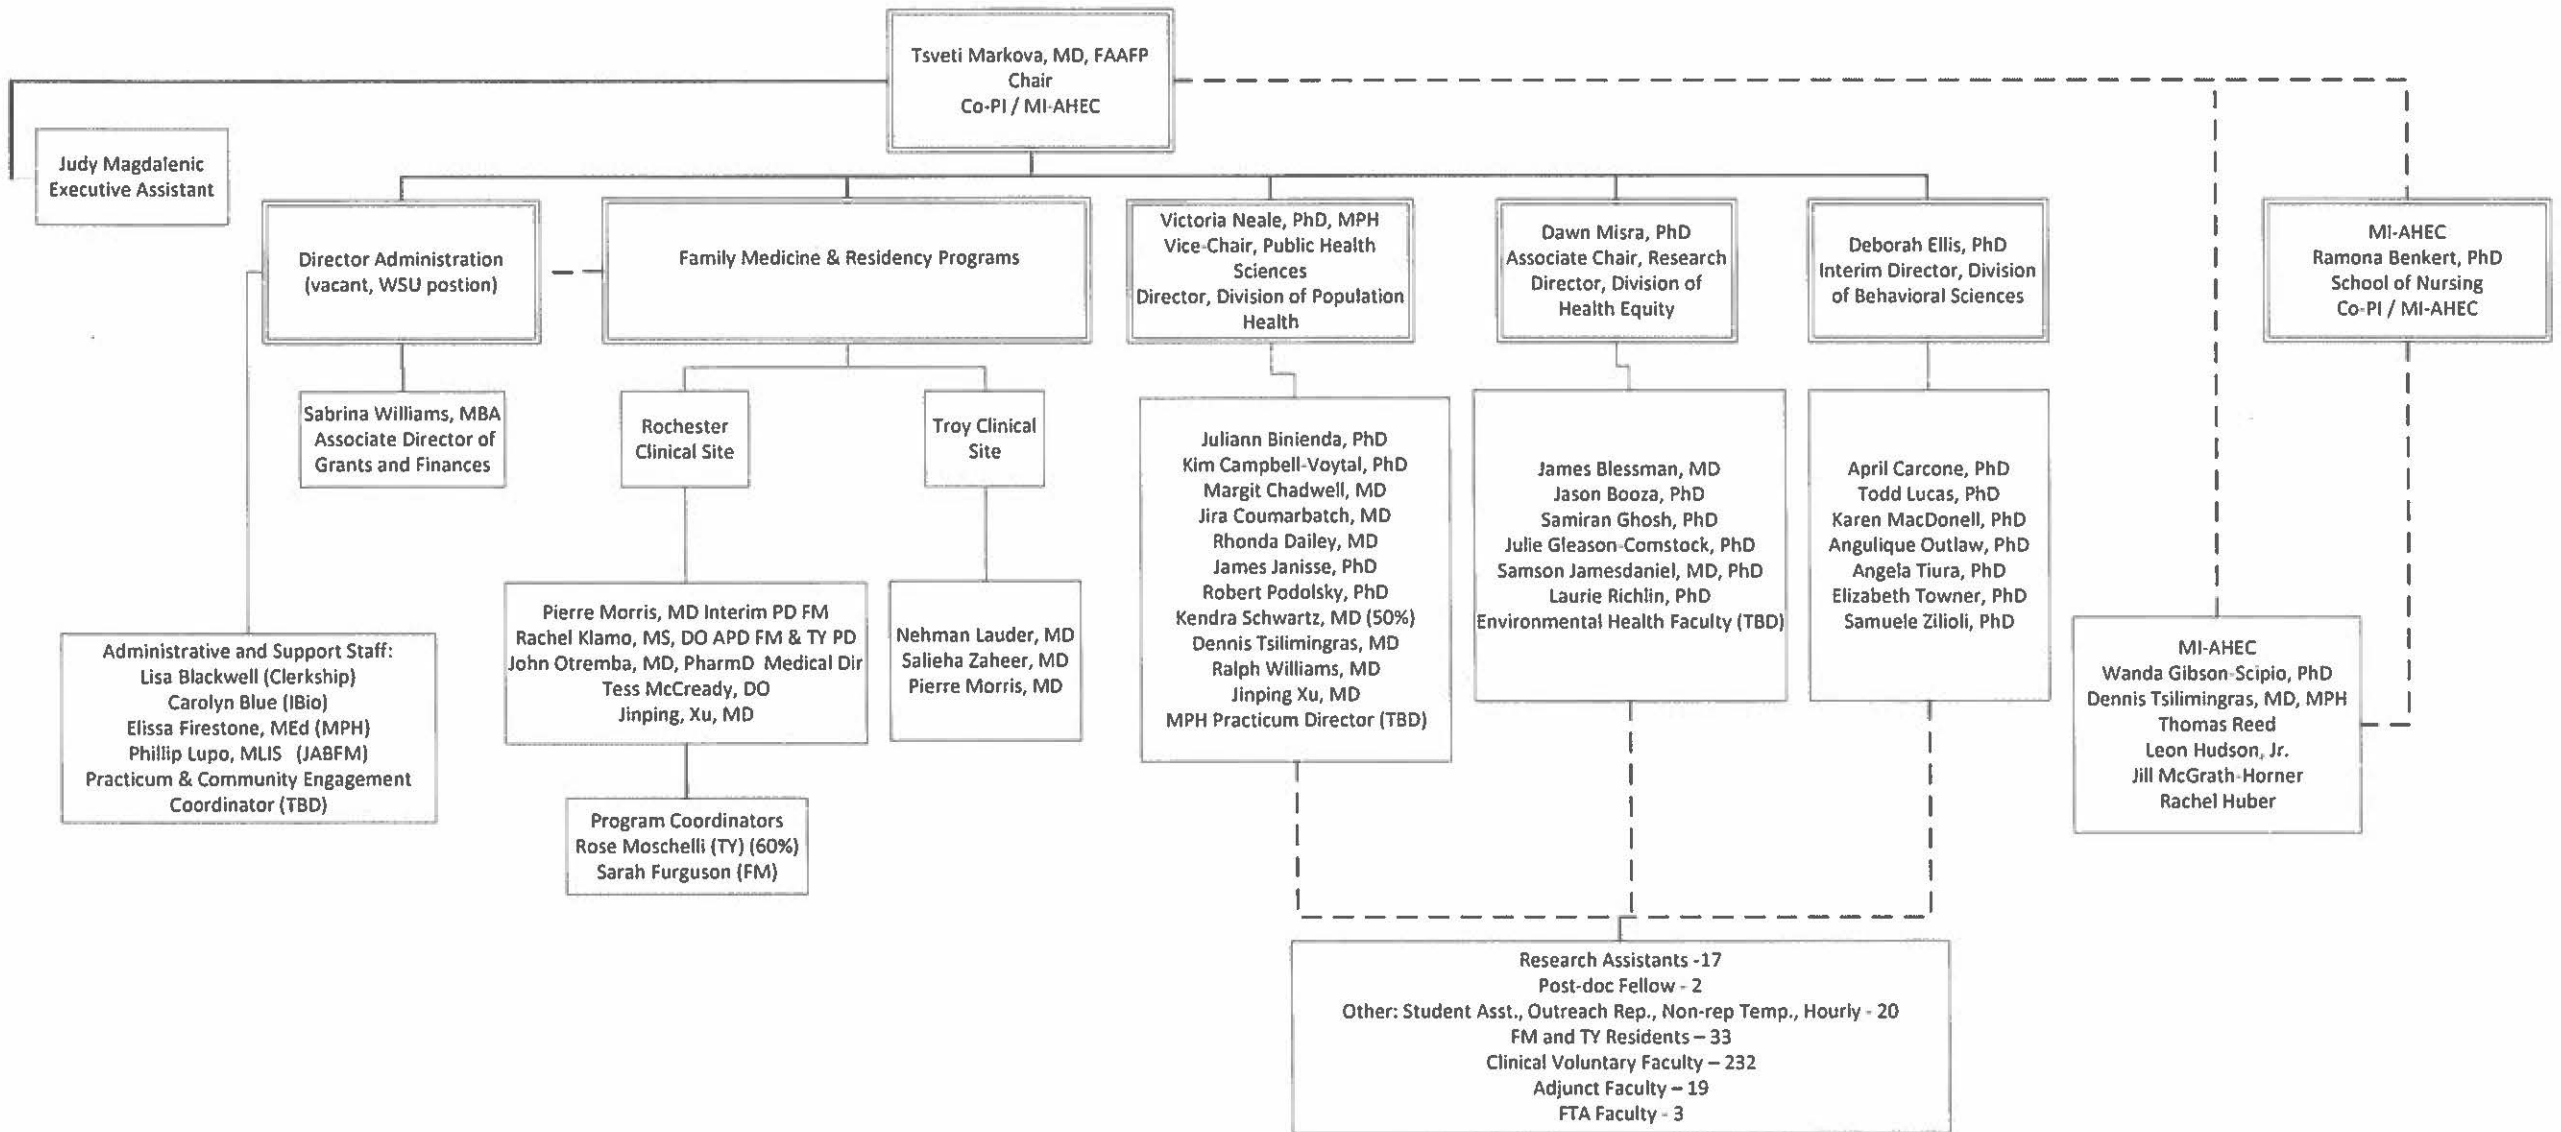 Tsveti Markova, MD, FAAFP
Chair
Co-PI / MI-AHEC
Judy Magdalenic
Executive Assistant
Director Administration
(vacant, WSU postion)
Family Medicine & Residency Programs
Victoria Neale, PhD, MPH
Vice-Chair, Public Health
Sciences
Director, Division of Population
Health
Dawn Misra, PhD
Associate Chair, Research
Director, Division of
Health Equity
Deborah Ellis, PhD
Interim Director, Division
of Behavioral Sciences
MI-AHEC
Ramona Benkert, PhD
School of Nursing
Co-PI / MI-AHEC
Sabrina Williams, MBA
Associate Director of
Grants and Finances
Rochester
Clinical Site
Troy Clinical
Site
Juliann Binienda, PhD
Kim Campbell-Voytal, PhD
Margit Chadwell, MD
Jira Coumarbatch, MD
Rhonda Dailey, MD
James Janisse, PhD
Robert Podolsky, PhD
Kendra Schwartz, MD (50%)
Dennis Tsilimingras, MD
Ralph Williams, MD
Jinping Xu, MD
MPH Practicum Director (TBD)
James Blessman, MD
Jason Booza, PhD
Samiran Ghosh, PhD
Julie Gleason-Comstock, PhD
Samson Jamesdaniel, MD, PhD
Laurie Richlin, PhD
Environmental Health Faculty (TBD)
April Carcone, PhD
Todd Lucas, PhD
Karen MacDonell, PhD
Angulique Outlaw, PhD
Angela Tiura, PhD
Elizabeth Towner, PhD
Samuele Zilioli, PhD
Administrative and Support Staff:
Lisa Blackwell (Clerkship)
Carolyn Blue (IBio)
Elissa Firestone, MEd (MPH)
Phillip Lupo, MLIS (JABFM)
Practicum & Community Engagement
Coordinator (TBD)
Pierre Morris, MD Interim PD FM
Rachel Klamo, MS, DO APD FM & TY PD
John Otremba, MD, PharmD Medical Dir
Tess McCready, DO
Jinping, Xu, MD
Nehman Lauder, MD
Salieha Zaheer, MD
Pierre Morris, MD
MI-AHEC
Wanda Gibson-Scipio, PhD
Dennis Tsilimingras, MD, MPH
Thomas Reed
Leon Hudson, Jr.
Jill McGrath-Horner
Rachel Huber
Program Coordinators
Rose Moschelli (TY) (60%)
Sarah Furguson (FM)
Research Assistants -17
Post-doc Fellow - 2
Other: Student Asst., Outreach Rep., Non-rep Temp., Hourly - 20
FM and TY Residents – 33
Clinical Voluntary Faculty – 232
Adjunct Faculty – 19
FTA Faculty - 3